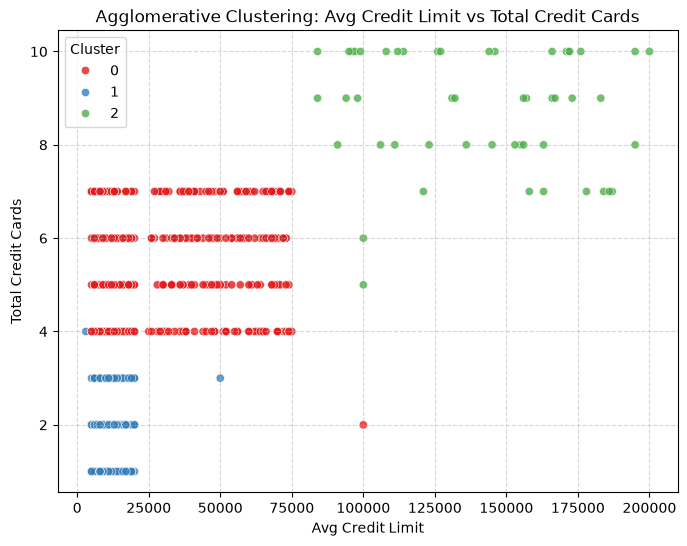 Agglomerative Clustering: Avg Credit Limit vs Total Credit Cards
Cluster
0
1
2
10
8
6
4
2
Total Credit Cards
0 25000 50000 75000 100000 125000 150000 175000 200000
Avg Credit Limit